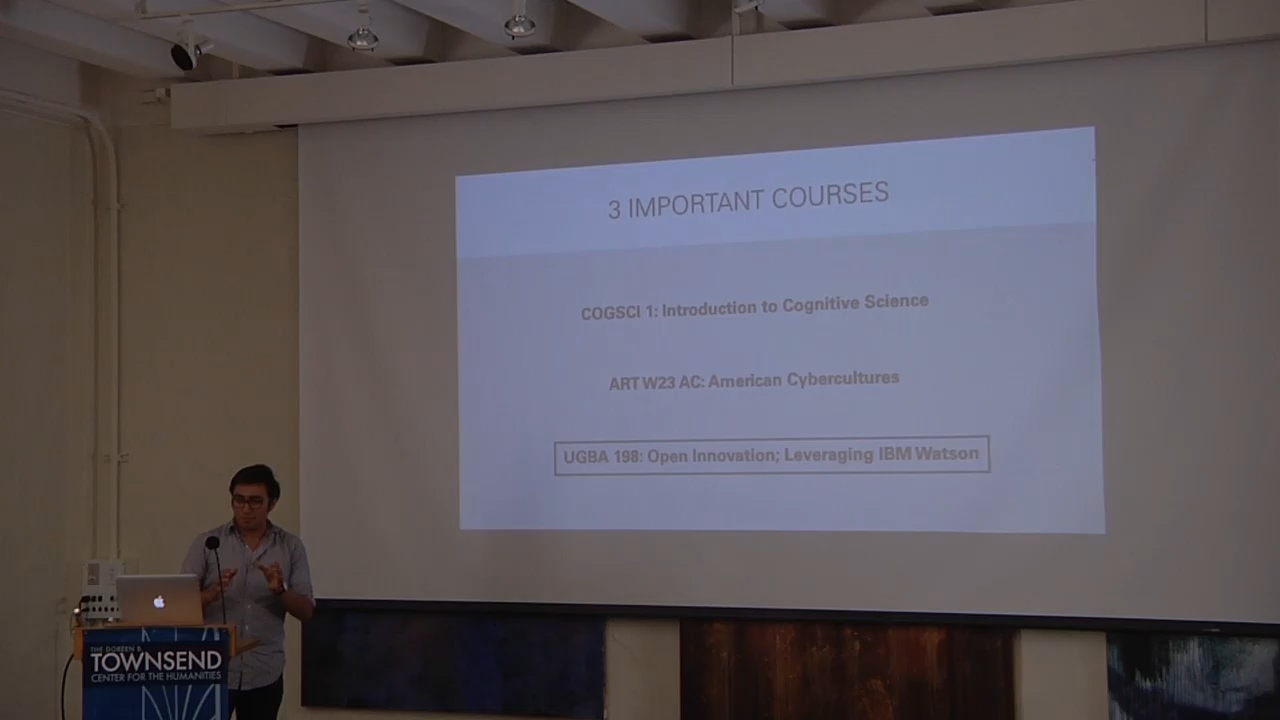 3 IMPORTANT COURSES
COGSCI 1: Introduction to Cognitive Science
ART W23 AC: American Cybercultures
UGBA 198: Open Innovation; Leveraging IBM Watson
THE DOREEN B
TOWNSEND
CENTER FOR THE HUMANITIES